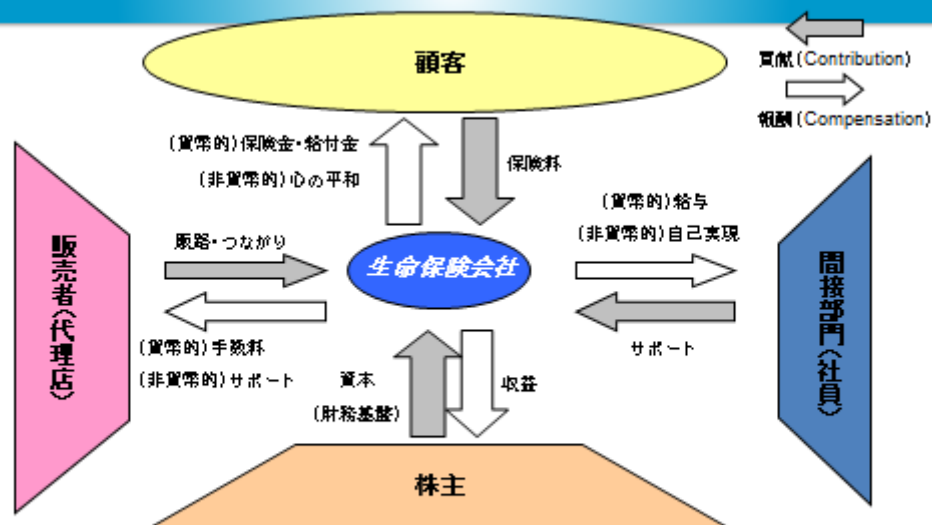 顧客
貢献(Contribution)
報酬(Compensation)
(貨幣的)保険金・給付金
(非貨幣的)心の平和
保険料
(貨幣的)給与
(非貨幣的)自己実現
販路・つながり
生命保険会社
販売者(代理店)
間接部門(社員)
(貨幣的)手数料
(非貨幣的)サポート
サポート
資本
(財務基盤)
収益
株主